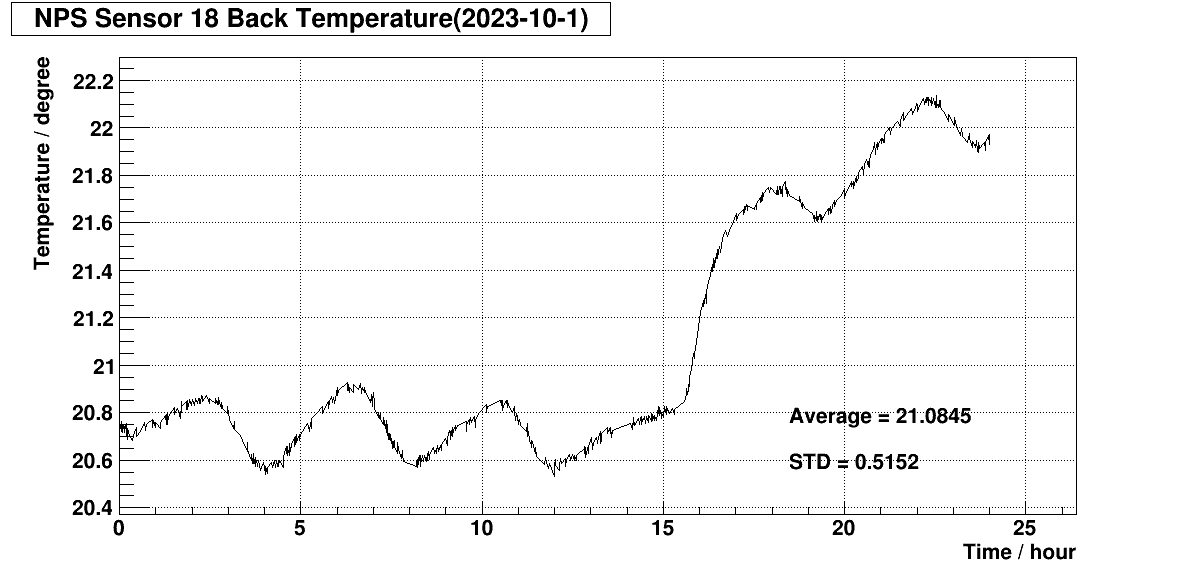 NPS Sensor 18 Back Temperature(2023-10-1)
Temperature / degree
22.2
22
21.8
21.6
21.4
21.2
21
20.8
20.6
20.4
Average = 21.0845
STD = 0.5152
0 5 10 15 20 25
Time / hour